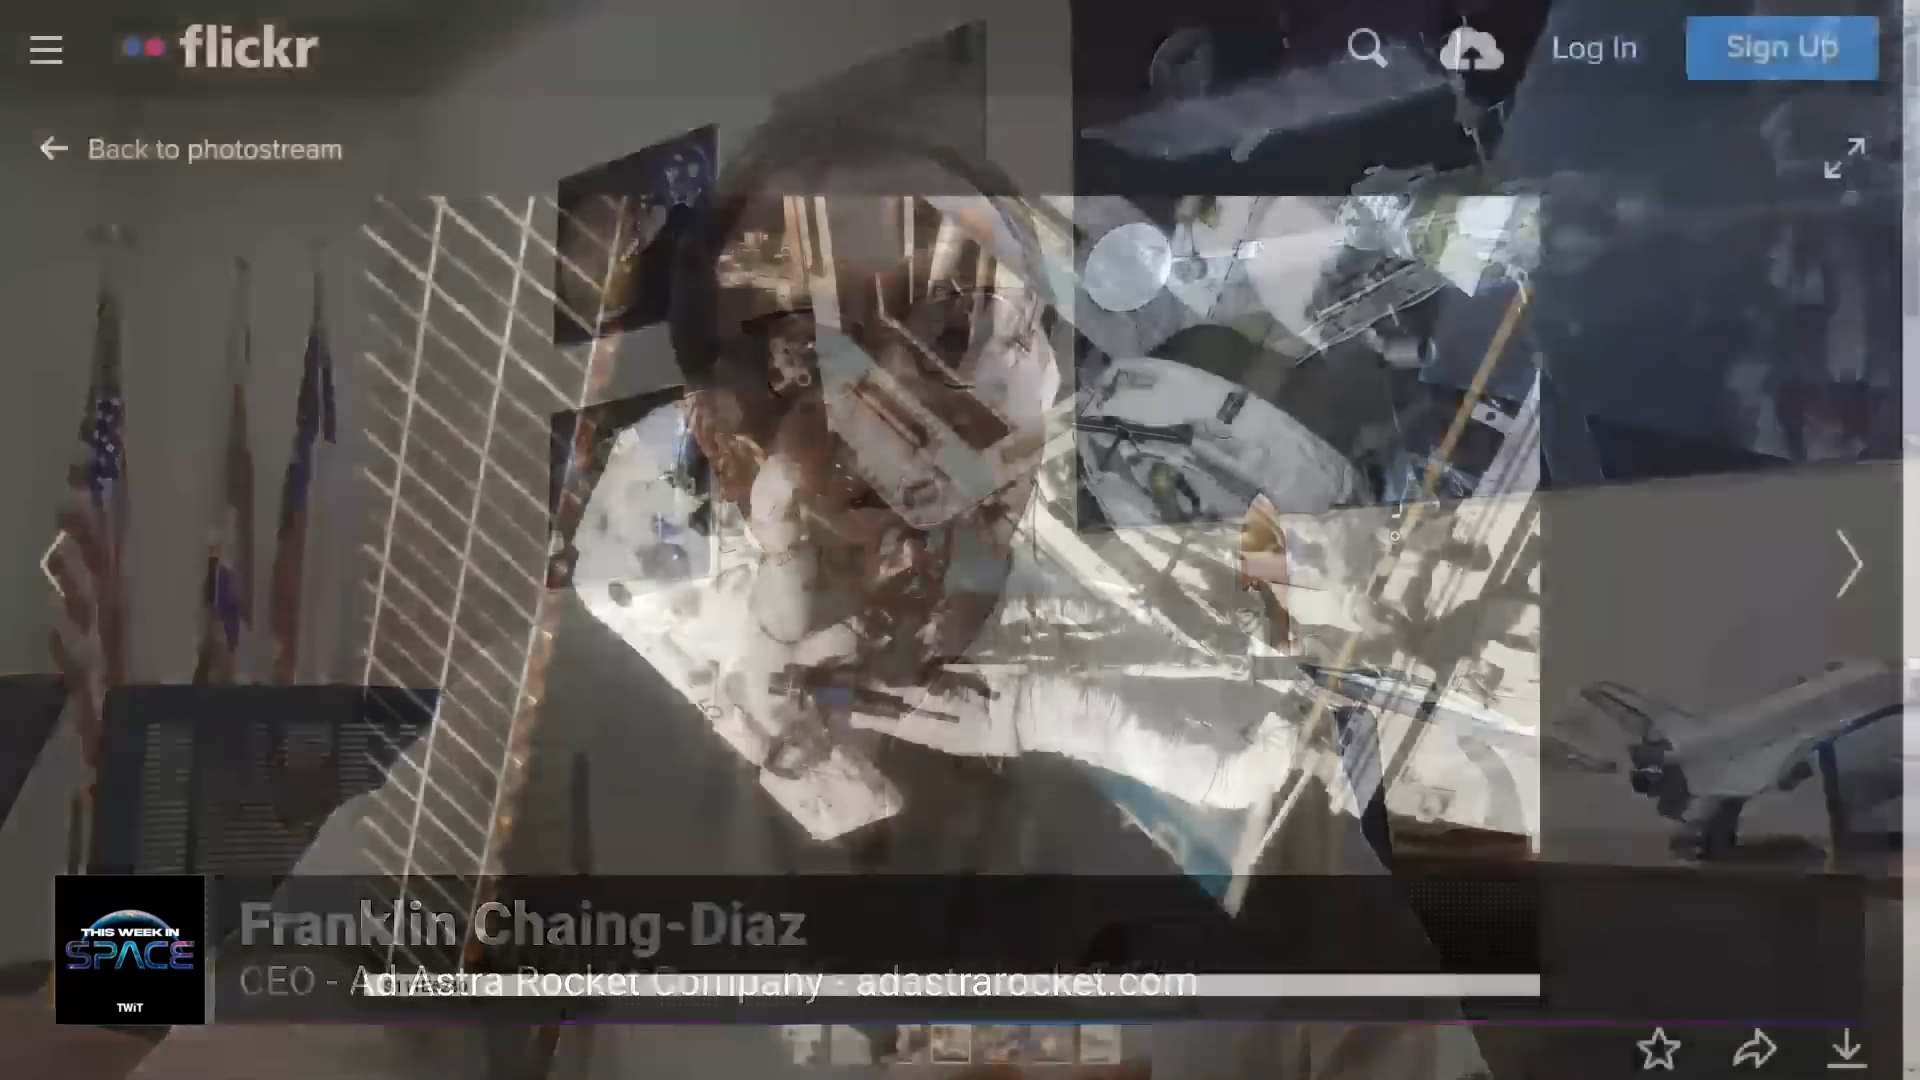 flickr
Log In
Sign Up
Back to photostream
THIS WEEK IN
SPACE
TWiT
Franklin Chaing-Diaz
CEO - Ad Astra Rocket Company - adastrarocket.com